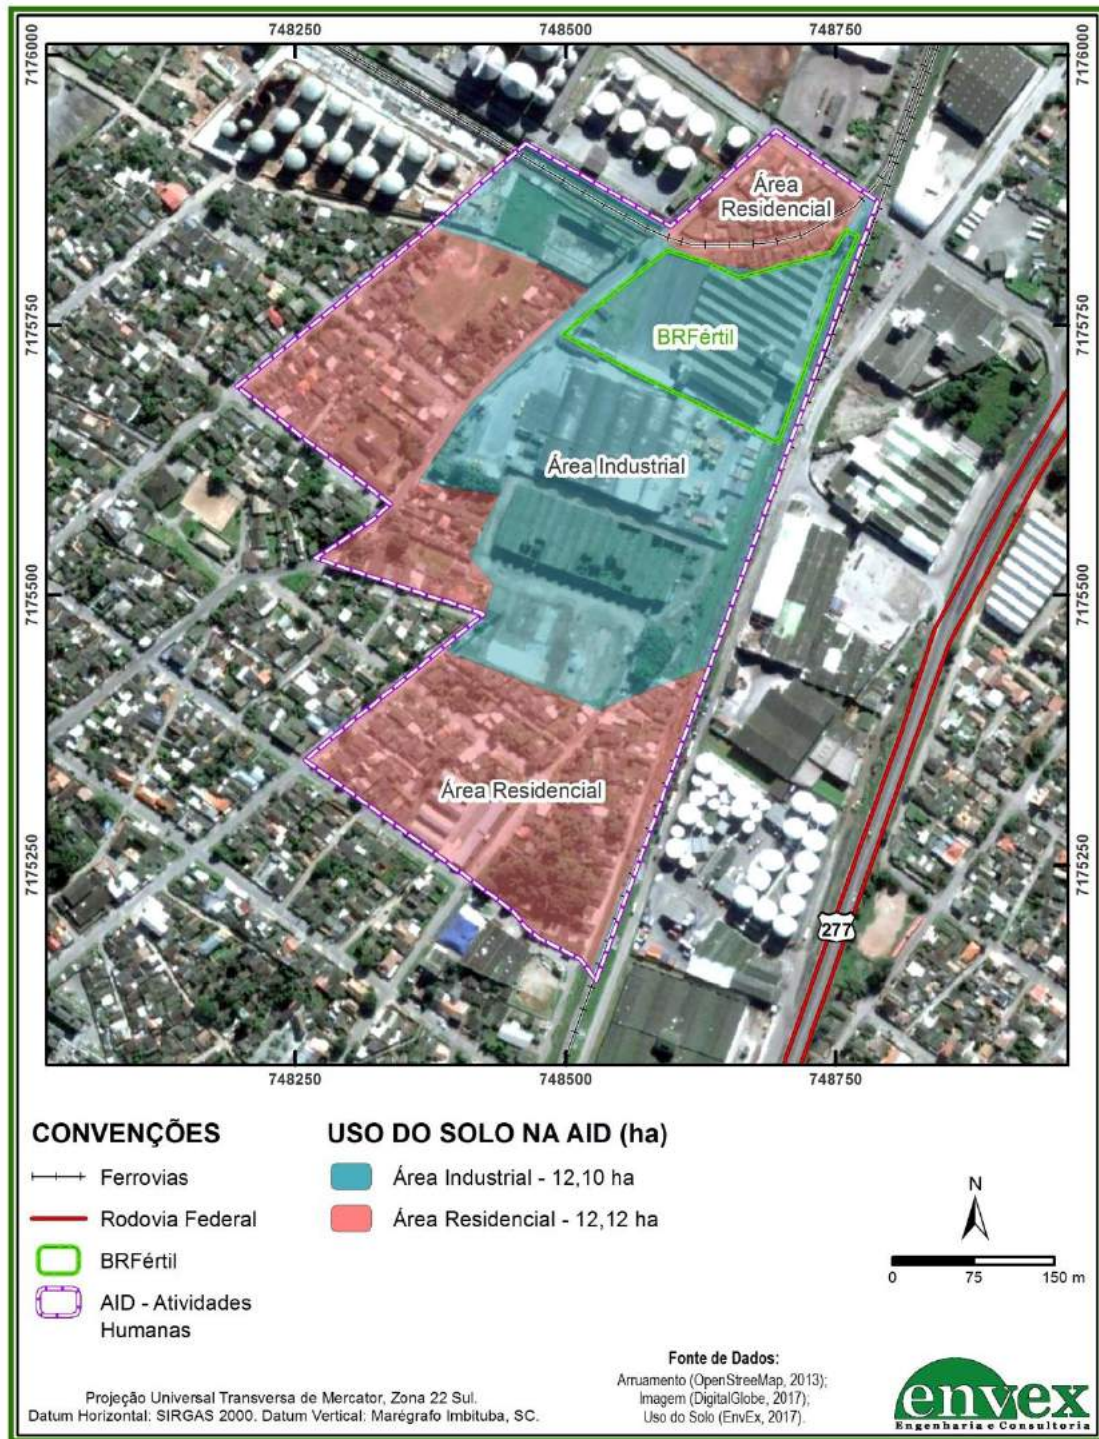 748250
748500
748750
7176000
7176000
Área
Residencial
7175750
BRFértil
7175750
Área Industrial
7175500
7175500
Área Residencial
7175250
7175250
277
748250
748500
748750
CONVENÇÕES
Ferrovias
Rodovia Federal
BRFértil
AID - Atividades
Humanas
USO DO SOLO NA AID (ha)
Área Industrial - 12,10 ha
Área Residencial - 12,12 ha
N
0 75 150 m
Fonte de Dados:
Arruamento (OpenStreeMap, 2013);
Imagem (DigitalGlobe, 2017);
Uso do Solo (EnvEx, 2017).
Projeção Universal Transversa de Mercator, Zona 22 Sul.
Datum Horizontal: SIRGAS 2000. Datum Vertical: Marégrafo Imbituba, SC.
envex
Engenharia e Consultoria